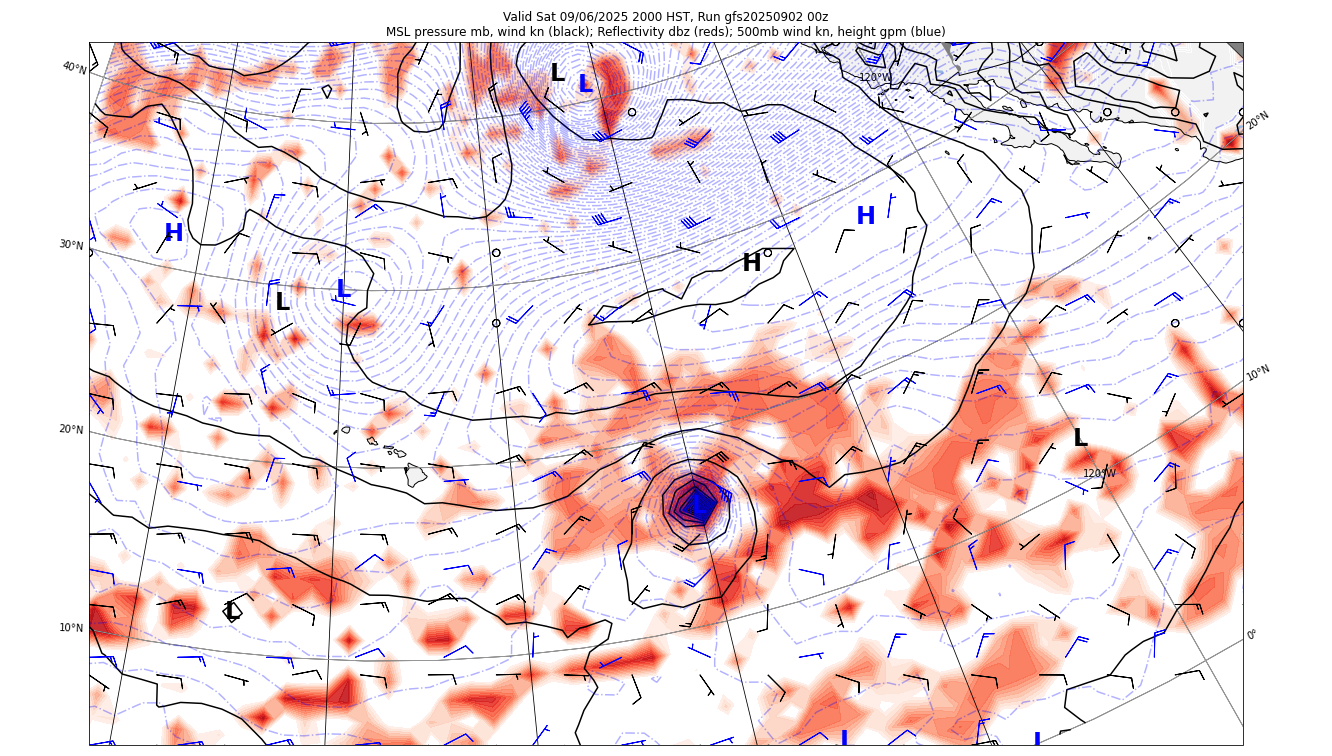 Valid Sat 09/06/2025 2000 HST, Run gfs20250902 00z
MSL pressure mb, wind kn (black); Reflectivity dbz (reds); 500mb wind kn, height gpm (blue)
40°N
L
L
120°W
20°N
H
H
30°N
H
L
L
10°N
20°N
L
120°W
L
L
10°N
0°
L
L